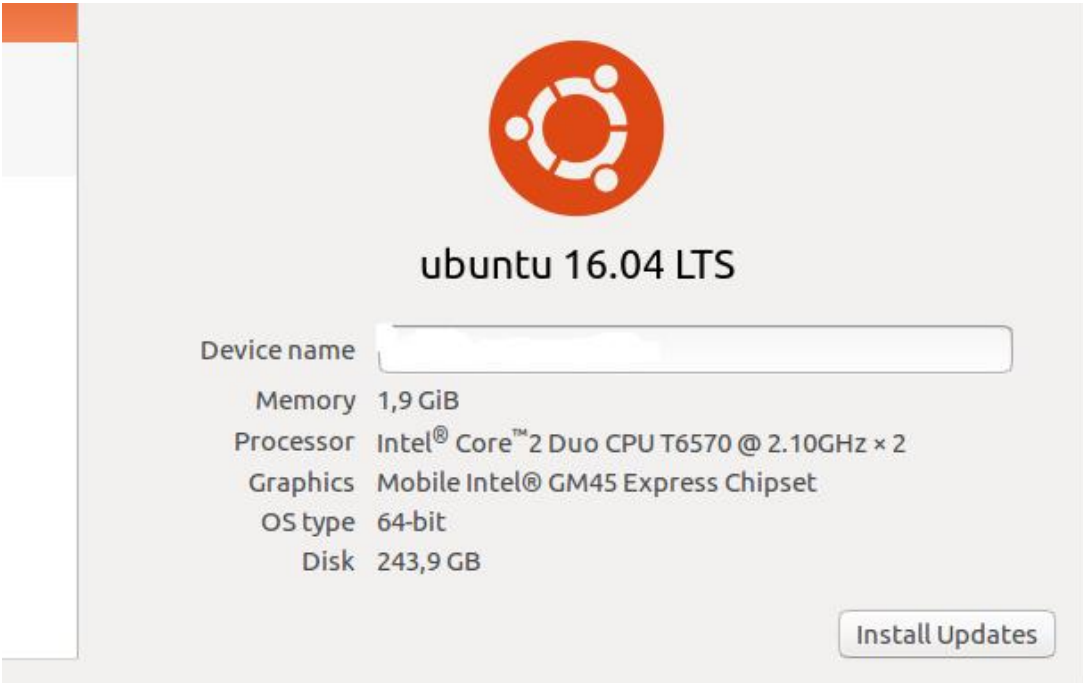 ubuntu 16.04 LTS
Device name
Memory 1,9 GiB
Processor Intel® Core™2 Duo CPU T6570 @ 2.10GHz × 2
Graphics Mobile Intel® GM45 Express Chipset
OS type 64-bit
Disk 243,9 GB
Install Updates